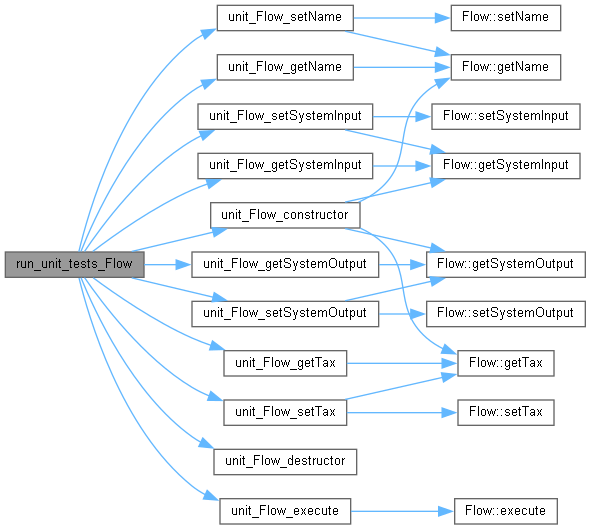 unit_Flow_setName
Flow::setName
unit_Flow_getName
Flow::getName
unit_Flow_setSystemInput
Flow::setSystemInput
unit_Flow_getSystemInput
Flow::getSystemInput
unit_Flow_constructor
run_unit_tests_Flow
unit_Flow_getSystemOutput
Flow::getSystemOutput
unit_Flow_setSystemOutput
Flow::setSystemOutput
unit_Flow_getTax
Flow::getTax
unit_Flow_setTax
Flow::setTax
unit_Flow_destructor
unit_Flow_execute
Flow::execute